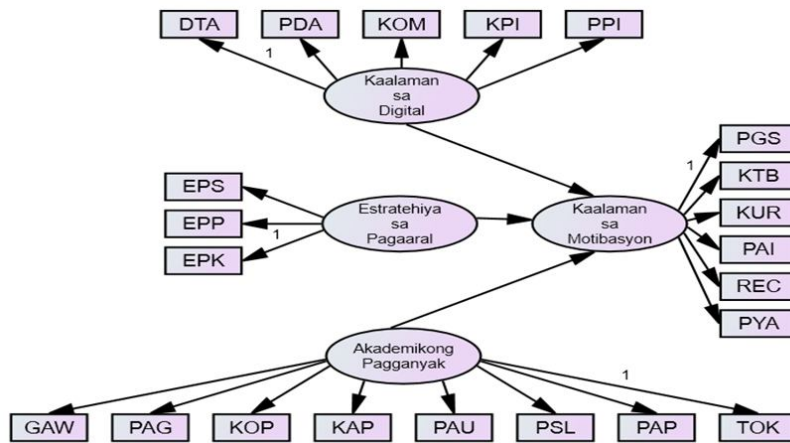 DTA
PDA
KOM
KPI
PPI
1
Kaalaman
sa
Digital
PGS
1
KTB
KUR
PAI
REC
PYA
EPS
EPP
1
EPK
Estratehiya
sa
Pagaaral
Kaalaman
sa
Motibasyon
Akademikong
Pagganyak
1
GAW
PAG
KOP
KAP
PAU
PSL
PAP
TOK